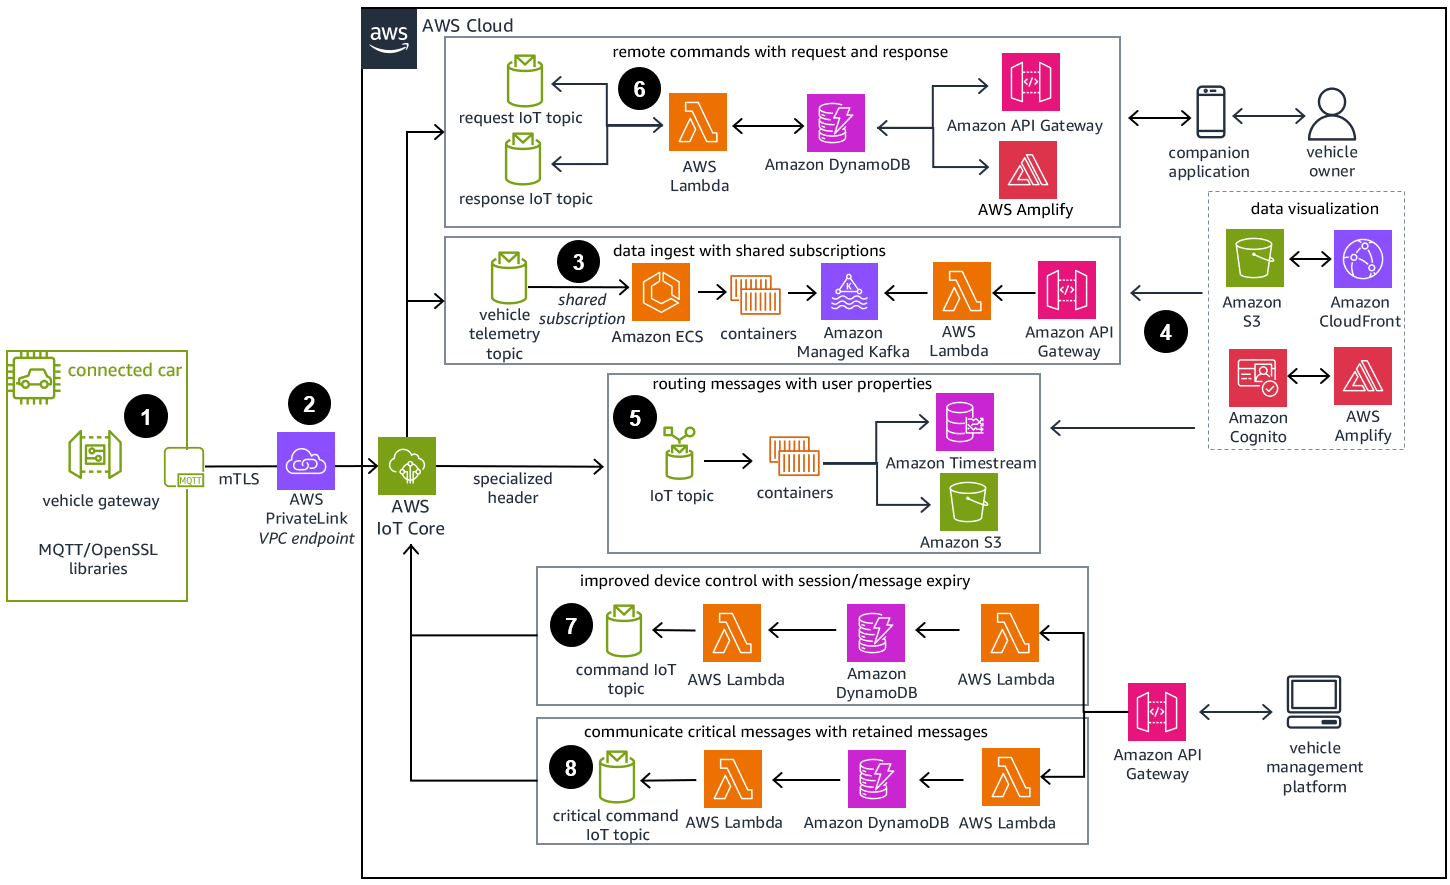 aws
AWS Cloud
remote commands with request and response
6
request IoT topic
response IoT topic
AWS
Lambda
Amazon DynamoDB
Amazon API Gateway
AWS Amplify
companion
application
vehicle
owner
data ingest with shared subscriptions
3
shared
subscription
vehicle
telemetry
topic
Amazon ECS
containers
K
Amazon
Managed Kafka
AWS
Lambda
Amazon API
Gateway
4
data visualization
Amazon
S3
Amazon
CloudFront
Amazon
Cognito
AWS
Amplify
connected car
1
vehicle gateway
MQTT/OpenSSL
libraries
MQTT
mTLS
2
AWS
PrivateLink
VPC endpoint
AWS
IoT Core
specialized
header
routing messages with user properties
5
IoT topic
containers
Amazon Timestream
Amazon S3
improved device control with session/message expiry
7
command IoT
topic
AWS Lambda
Amazon
DynamoDB
AWS Lambda
communicate critical messages with retained messages
8
critical command
IoT topic
AWS Lambda
Amazon DynamoDB
AWS Lambda
Amazon API
Gateway
vehicle
management
platform